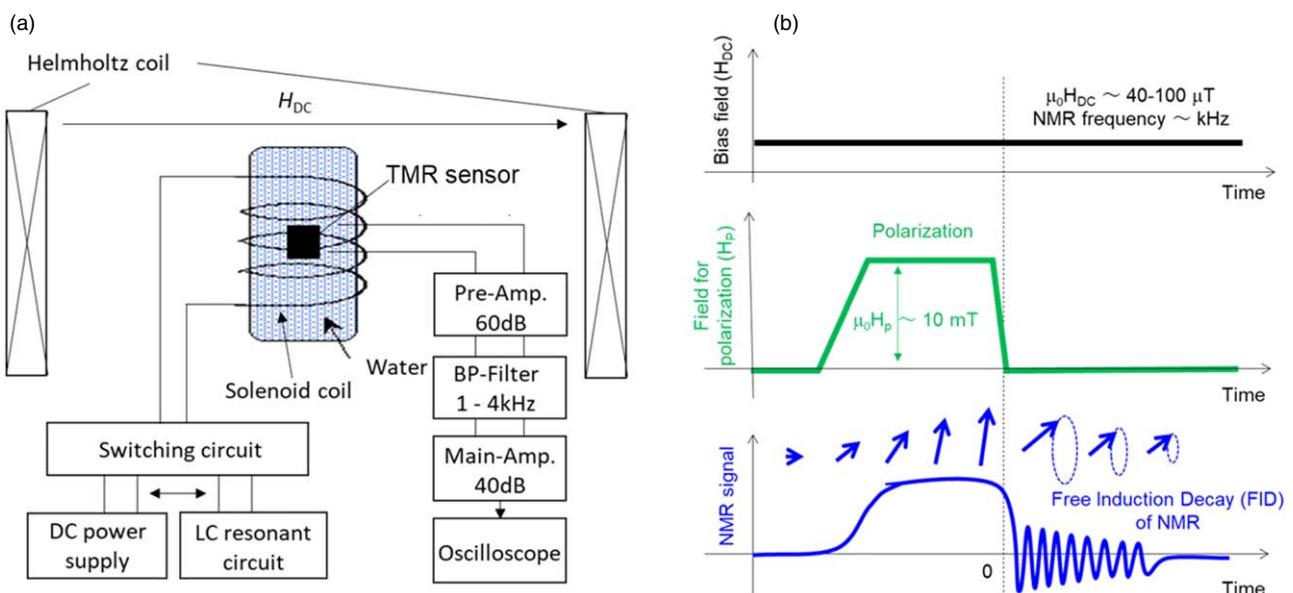 (a)
Helmholtz coil
HDC
TMR sensor
Pre-Amp.
60dB
Water
BP-Filter
1 - 4kHz
Solenoid coil
Switching circuit
Main-Amp.
40dB
DC power
supply
LC resonant
circuit
Oscilloscope
(b)
Bias field (HDC)
μ0HDC ~ 40-100 μT
NMR frequency ~ kHz
Time
Field for
polarization (HP)
Polarization
μ0Hp ~ 10 mT
Time
NMR signal
Free Induction Decay (FID)
of NMR
0
Time